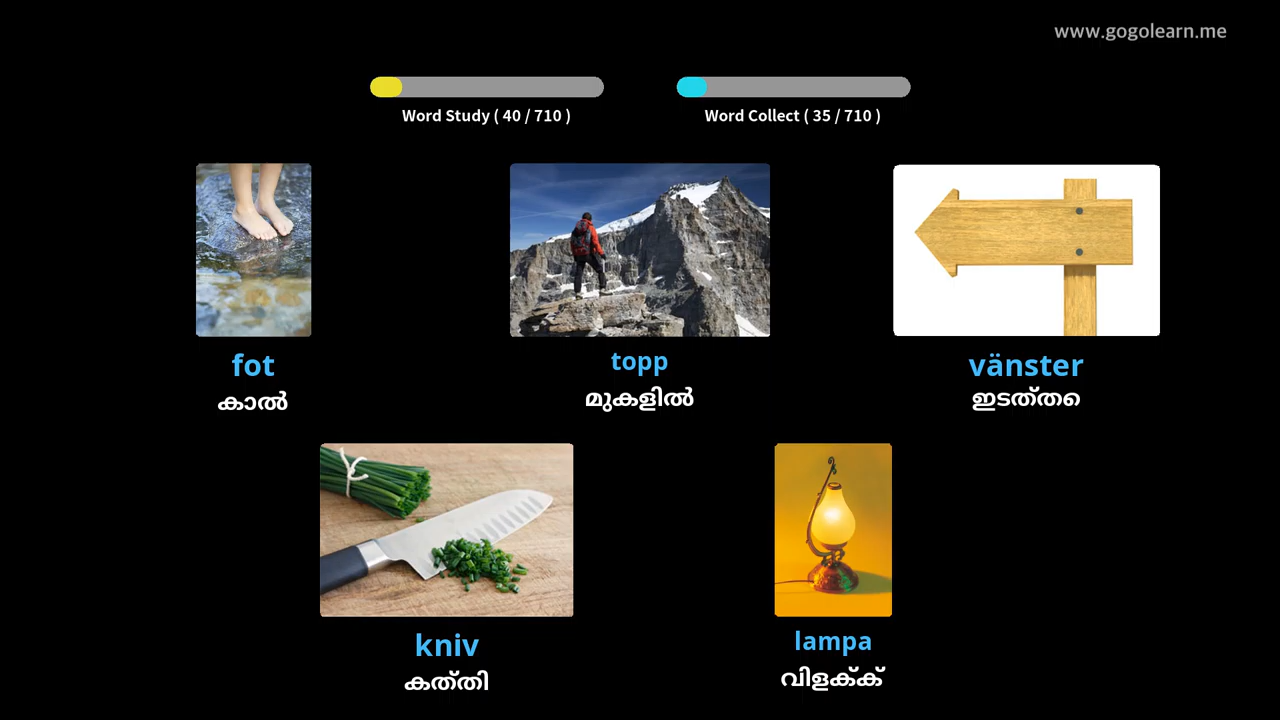 www.gogolearn.me
Word Study ( 40 / 710 )
Word Collect ( 35 / 710 )
fot
കാൽ
topp
മുകളിൽ
vänster
ഇടത്തെ
kniv
കത്തി
lampa
വിളക്ക്